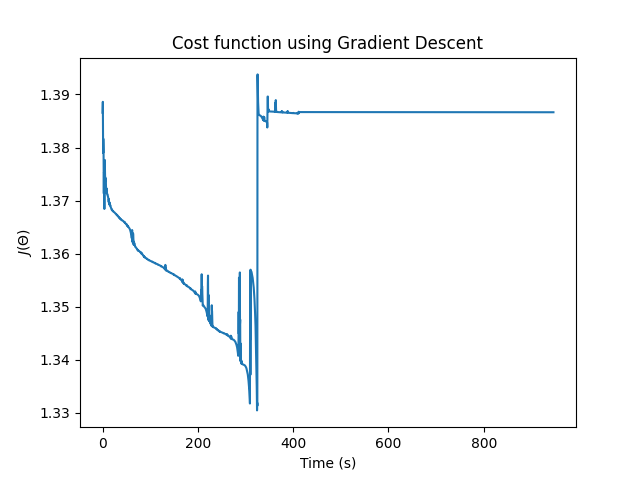 Cost function using Gradient Descent
J(Θ)
1.39
1.38
1.37
1.36
1.35
1.34
1.33
0 200 400 600 800
Time (s)